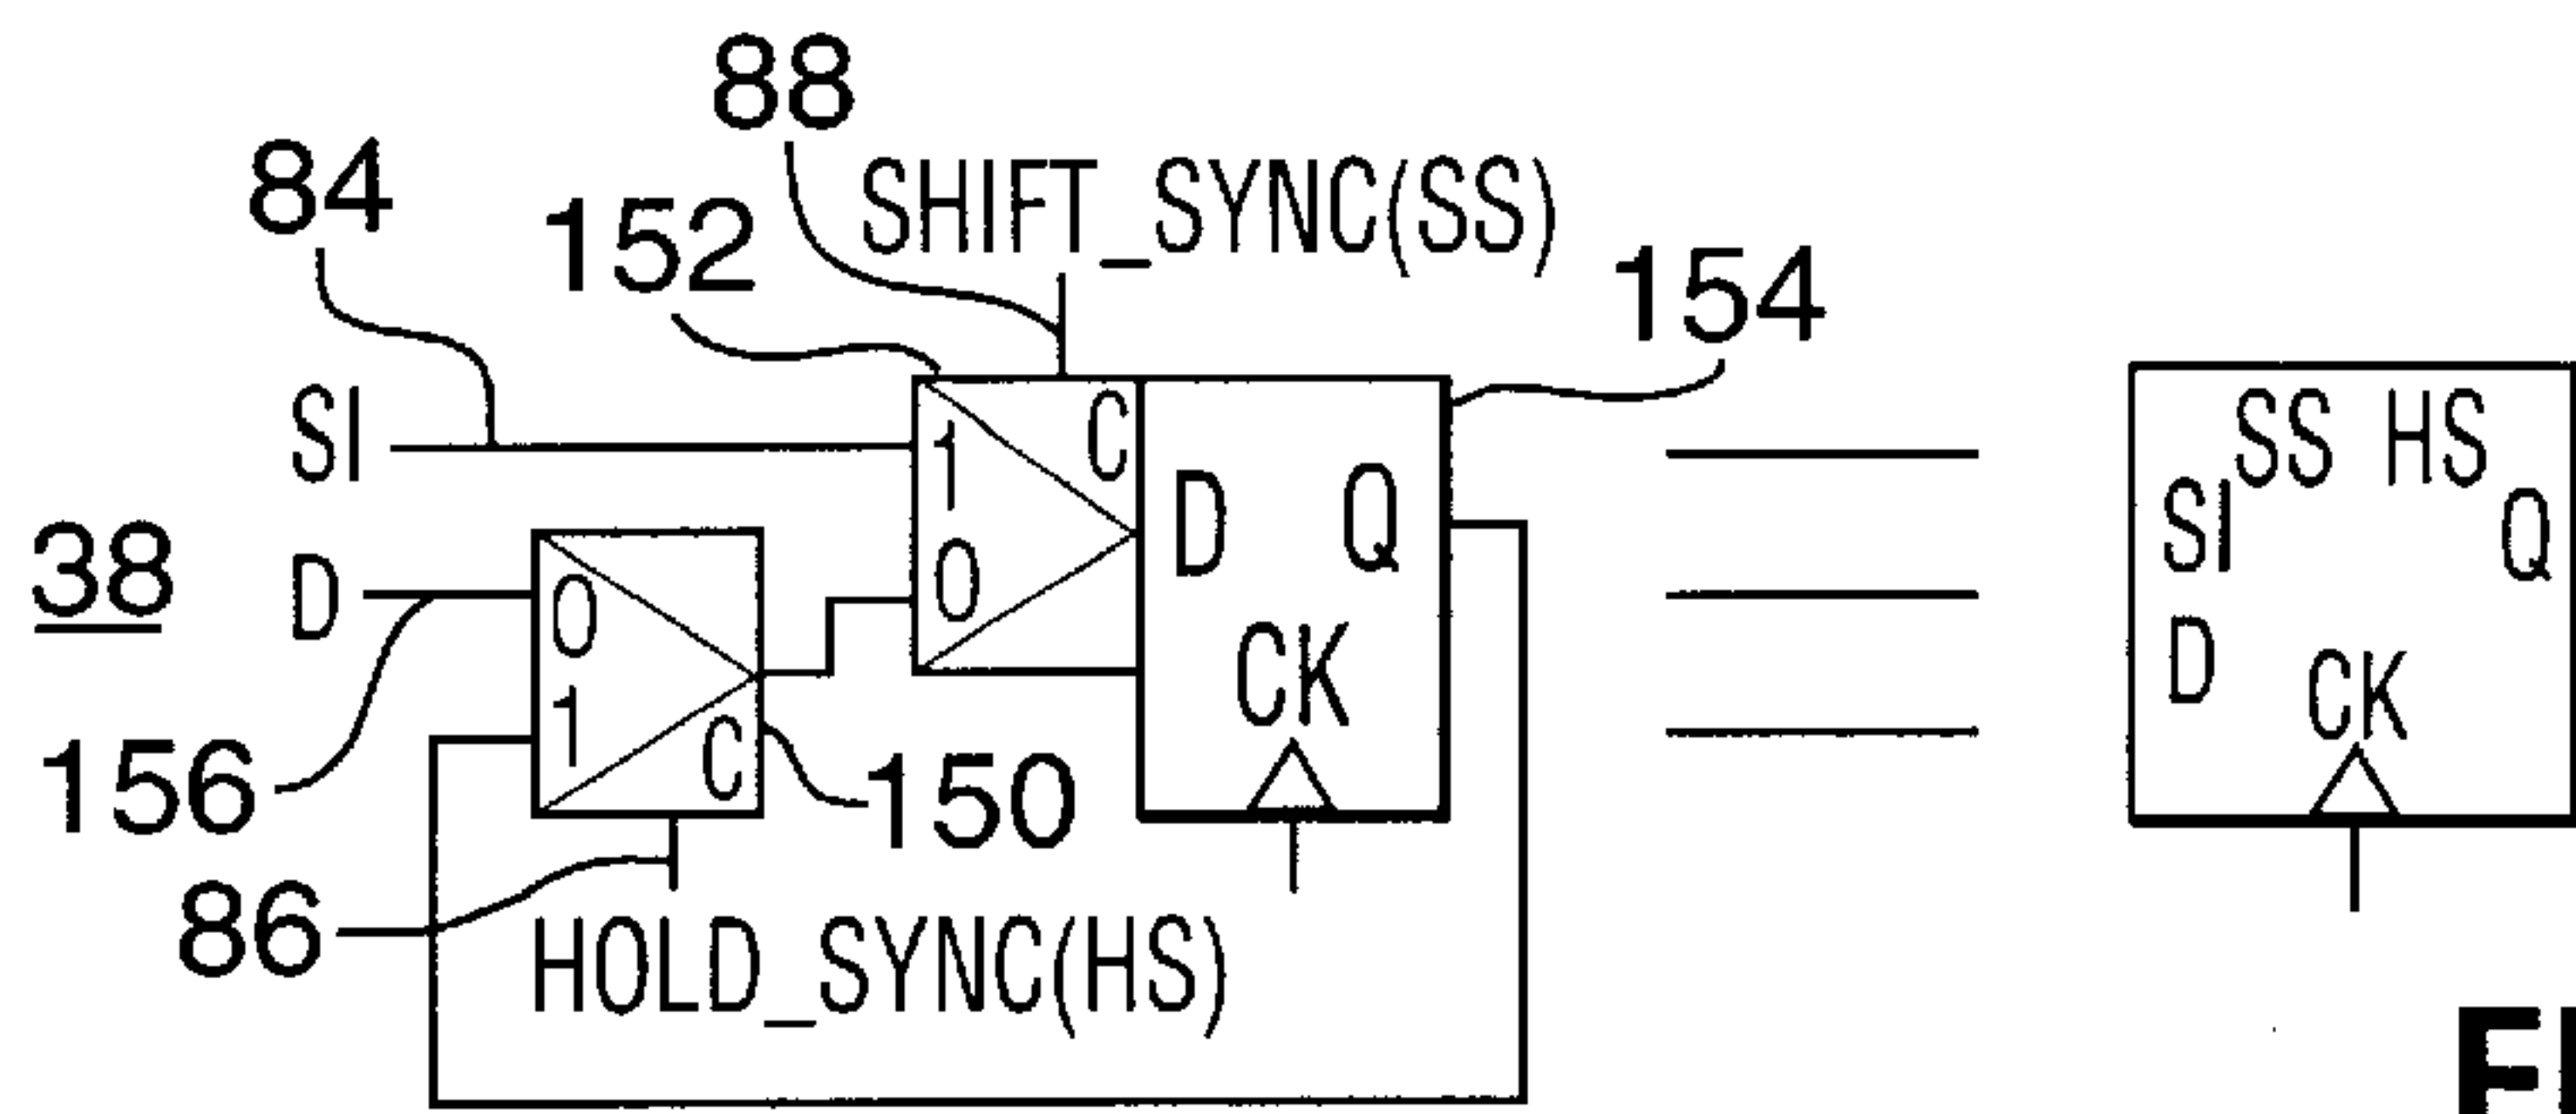 88
84
152
SHIFT_SYNC(SS)
154
SI
1
C
D
Q
CK
0
38
D
0
1
C
156
150
86
HOLD_SYNC(HS)
SS HS
SI
Q
D
CK